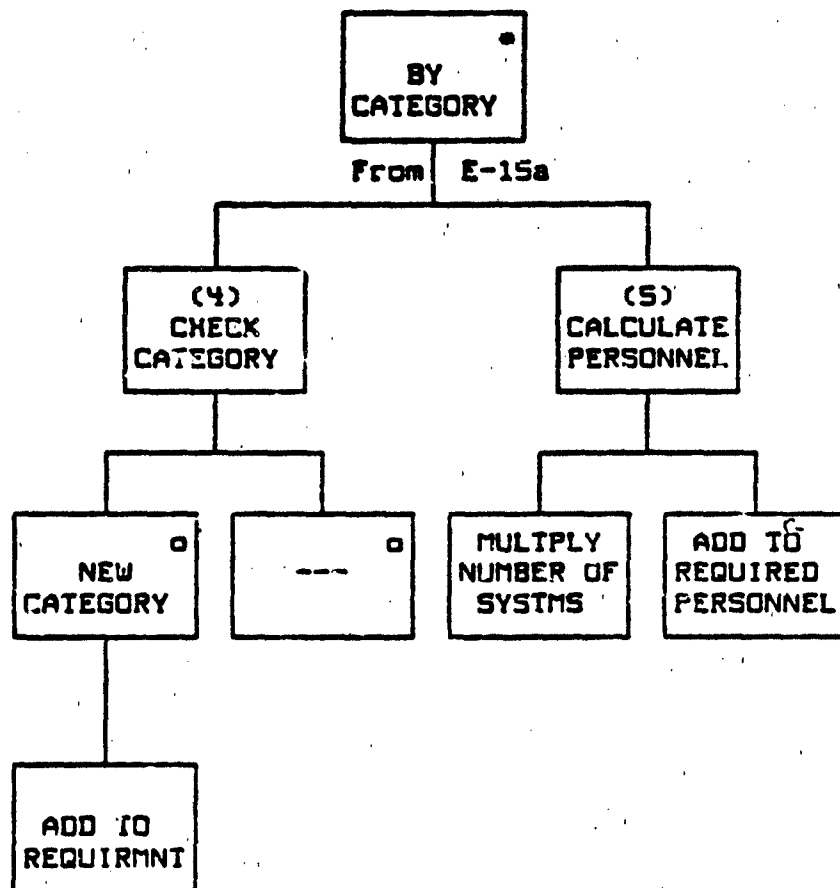 *
BY
CATEGORY
From E-15a
(4)
CHECK
CATEGORY
(5)
CALCULATE
PERSONNEL
o
NEW
CATEGORY
o
---
MULTPLY
NUMBER OF
SYSTMS
ADD TO
REQUIRED
PERSONNEL
ADD TO
REQUIRMNT